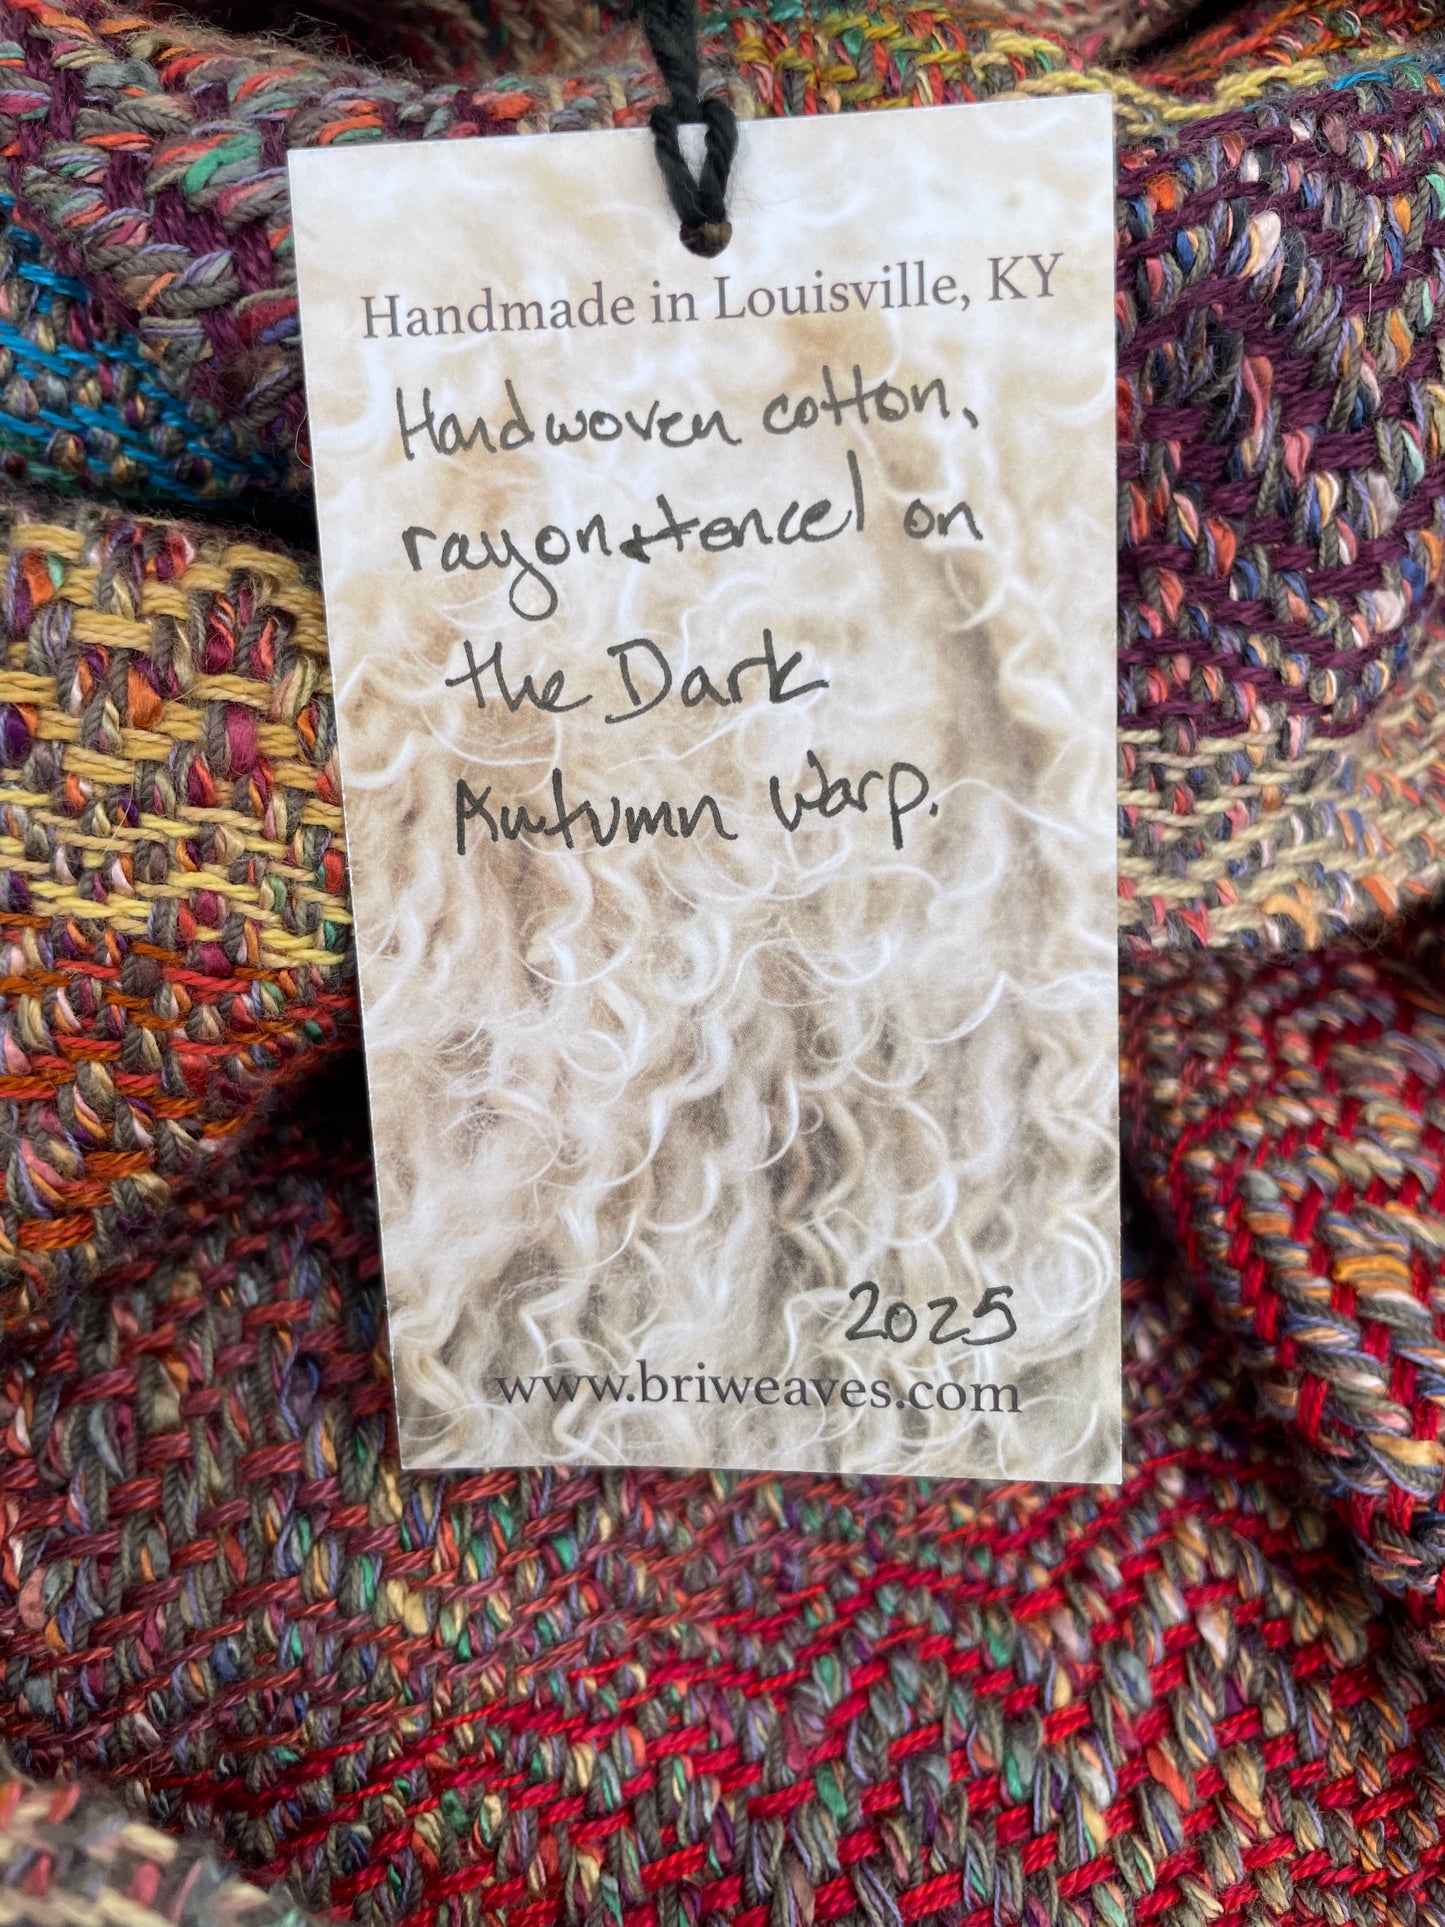 Handmade in Louisville, KY
Handwoven cotton,
rayon + tencel on
the Dark
Autumn Warp.
2025
www.briweaves.com